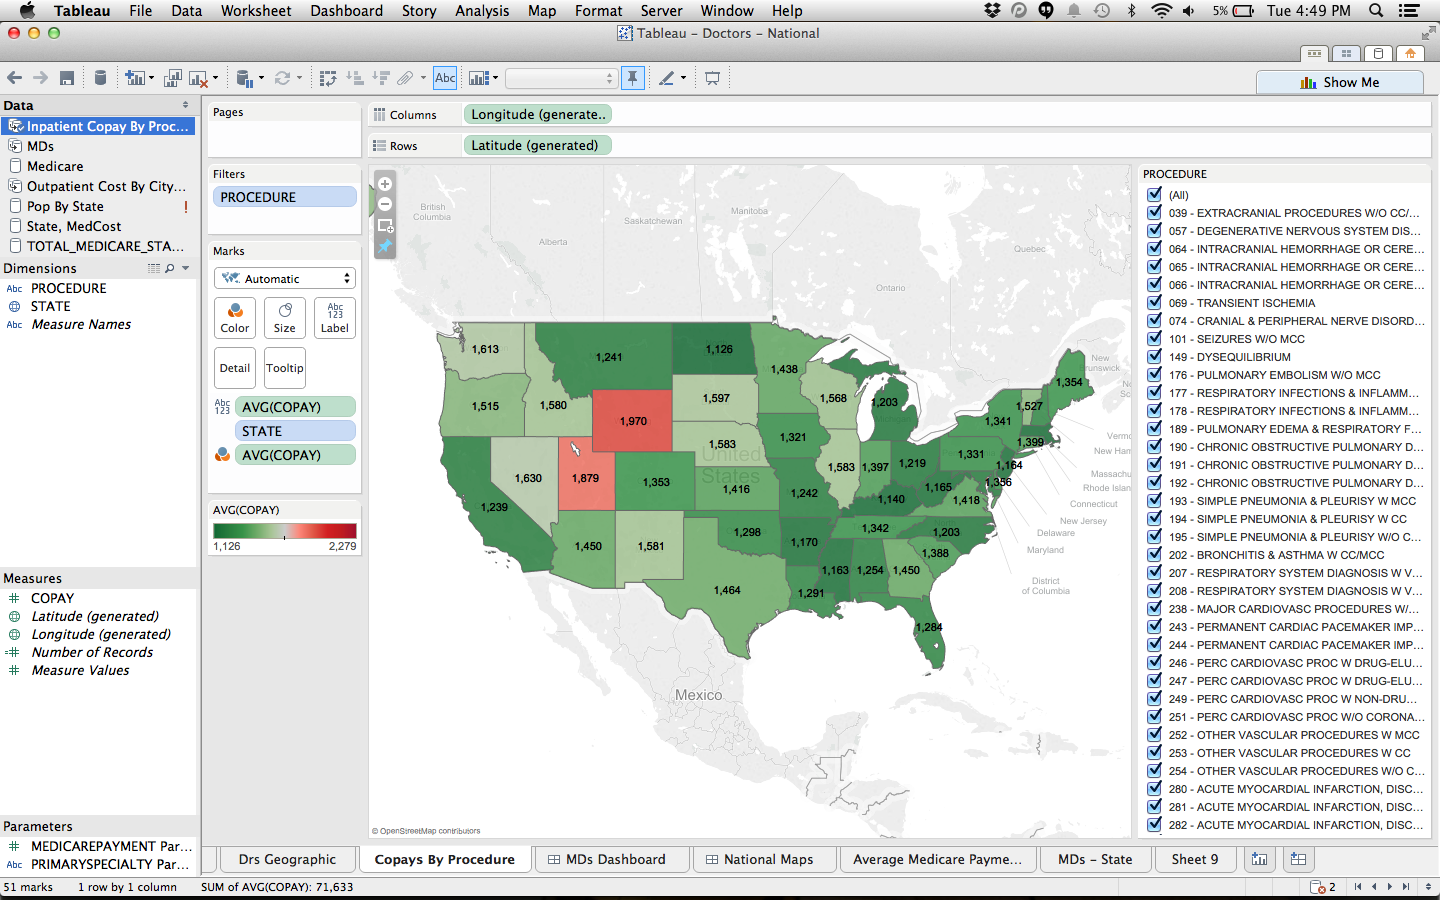 Tableau File Data Worksheet Dashboard Story Analysis Map Format Server Window Help 5% Tue 4:49 PM
Tableau - Doctors - National
Abc
Show Me
Data
Inpatient Copay By Proc...
MDs
Medicare
Outpatient Cost By City...
Pop By State !
State, MedCost
TOTAL_MEDICARE_STA...
Dimensions
Abc PROCEDURE
STATE
Abc Measure Names
Measures
# COPAY
Latitude (generated)
Longitude (generated)
=# Number of Records
# Measure Values
Parameters
# MEDICAREPAYMENT Par...
Abc PRIMARYSPECIALTY Par...
Pages
Filters
PROCEDURE
Marks
Automatic
Color Size Abc 123 Label
Detail Tooltip
Abc 123 AVG(COPAY)
STATE
AVG(COPAY)
AVG(COPAY)
1,126 2,279
Columns Longitude (generate..
Rows Latitude (generated)
British Columbia
Alberta
Saskatchewan
Manitoba
Ontario
Quebec
New Brunswick
1,613
1,241
1,126
1,438
1,354
1,515
1,580
1,970
1,597
1,568
1,203
1,527
1,341
1,321
1,583
1,399
1,331
United States
1,630
1,879
1,353
1,416
1,583
1,397
1,219
1,164
1,356
1,239
1,242
1,140
1,165
1,418
1,450
1,581
1,298
1,170
1,342
1,203
1,388
1,464
1,291
1,163
1,254
1,450
1,284
Vermo
New Ham
Massachu
Rhode Islan
Connecticut
New Jersey
Delaware
Maryland
District of Columbia
Mexico
© OpenStreetMap contributors
PROCEDURE
(All)
039 - EXTRACRANIAL PROCEDURES W/O CC/...
057 - DEGENERATIVE NERVOUS SYSTEM DIS...
064 - INTRACRANIAL HEMORRHAGE OR CERE...
065 - INTRACRANIAL HEMORRHAGE OR CERE...
066 - INTRACRANIAL HEMORRHAGE OR CERE...
069 - TRANSIENT ISCHEMIA
074 - CRANIAL & PERIPHERAL NERVE DISORD...
101 - SEIZURES W/O MCC
149 - DYSEQUILIBRIUM
176 - PULMONARY EMBOLISM W/O MCC
177 - RESPIRATORY INFECTIONS & INFLAMM...
178 - RESPIRATORY INFECTIONS & INFLAMM...
189 - PULMONARY EDEMA & RESPIRATORY F...
190 - CHRONIC OBSTRUCTIVE PULMONARY D...
191 - CHRONIC OBSTRUCTIVE PULMONARY D...
192 - CHRONIC OBSTRUCTIVE PULMONARY D...
193 - SIMPLE PNEUMONIA & PLEURISY W MCC
194 - SIMPLE PNEUMONIA & PLEURISY W CC
195 - SIMPLE PNEUMONIA & PLEURISY W/O C...
202 - BRONCHITIS & ASTHMA W CC/MCC
207 - RESPIRATORY SYSTEM DIAGNOSIS W V...
208 - RESPIRATORY SYSTEM DIAGNOSIS W V...
238 - MAJOR CARDIOVASC PROCEDURES W/...
243 - PERMANENT CARDIAC PACEMAKER IMP...
244 - PERMANENT CARDIAC PACEMAKER IMP...
246 - PERC CARDIOVASC PROC W DRUG-ELU...
247 - PERC CARDIOVASC PROC W DRUG-ELU...
249 - PERC CARDIOVASC PROC W NON-DRU...
251 - PERC CARDIOVASC PROC W/O CORONA...
252 - OTHER VASCULAR PROCEDURES W MCC
253 - OTHER VASCULAR PROCEDURES W CC
254 - OTHER VASCULAR PROCEDURES W/O C...
280 - ACUTE MYOCARDIAL INFARCTION, DISC...
281 - ACUTE MYOCARDIAL INFARCTION, DISC...
282 - ACUTE MYOCARDIAL INFARCTION, DISC...
Drs Geographic Copays By Procedure MDs Dashboard National Maps Average Medicare Payme... MDs - State Sheet 9
51 marks 1 row by 1 column SUM of AVG(COPAY): 71,633 2